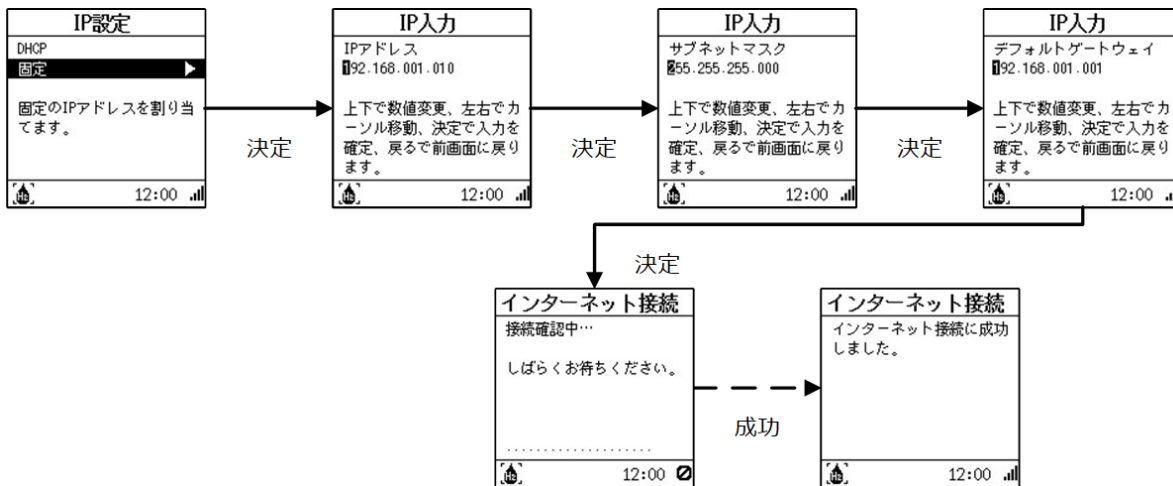 IP設定
DHCP
固定
固定のIPアドレスを割り当
てます。
12:00
決定
IP入力
IPアドレス
192.168.001.010
上下で数値変更、左右でカ
ーソル移動、決定で入力を
確定、戻るで前画面に戻り
ます。
12:00
決定
IP入力
サブネットマスク
255.255.255.000
上下で数値変更、左右でカ
ーソル移動、決定で入力を
確定、戻るで前画面に戻り
ます。
12:00
決定
IP入力
デフォルトゲートウェイ
192.168.001.001
上下で数値変更、左右でカ
ーソル移動、決定で入力を
確定、戻るで前画面に戻り
ます。
12:00
決定
インターネット接続
接続確認中…
しばらくお待ちください。
....................
12:00
成功
インターネット接続
インターネット接続に成功
しました。
12:00